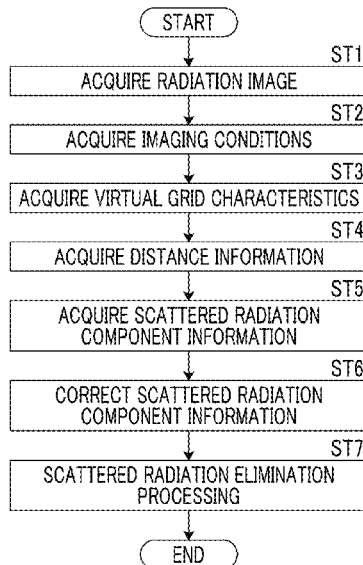 START
ST1
ACQUIRE RADIATION IMAGE
ST2
ACQUIRE IMAGING CONDITIONS
ST3
ACQUIRE VIRTUAL GRID CHARACTERISTICS
ST4
ACQUIRE DISTANCE INFORMATION
ST5
ACQUIRE SCATTERED RADIATION
COMPONENT INFORMATION
ST6
CORRECT SCATTERED RADIATION
COMPONENT INFORMATION
ST7
SCATTERED RADIATION ELIMINATION
PROCESSING
END